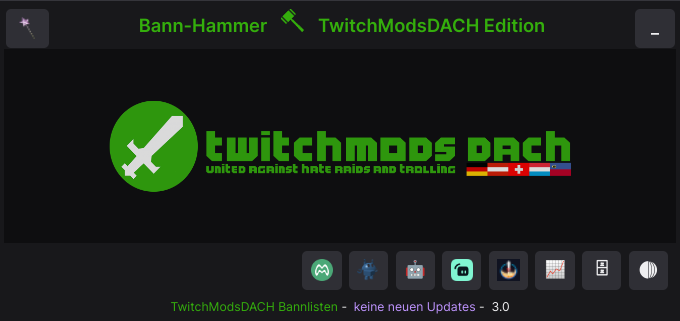 Bann-Hammer TwitchModsDACH Edition
twitchmods DACH
UNITED AGAINST HATE RAIDS AND TROLLING
TwitchModsDACH Bannlisten - keine neuen Updates - 3.0